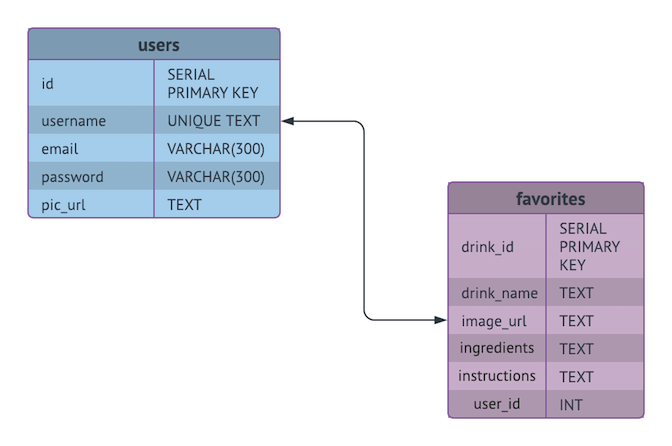 users
id SERIAL
PRIMARY KEY
username UNIQUE TEXT
email VARCHAR(300)
password VARCHAR(300)
pic_url TEXT
favorites
drink_id SERIAL
PRIMARY
KEY
drink_name TEXT
image_url TEXT
ingredients TEXT
instructions TEXT
user_id INT